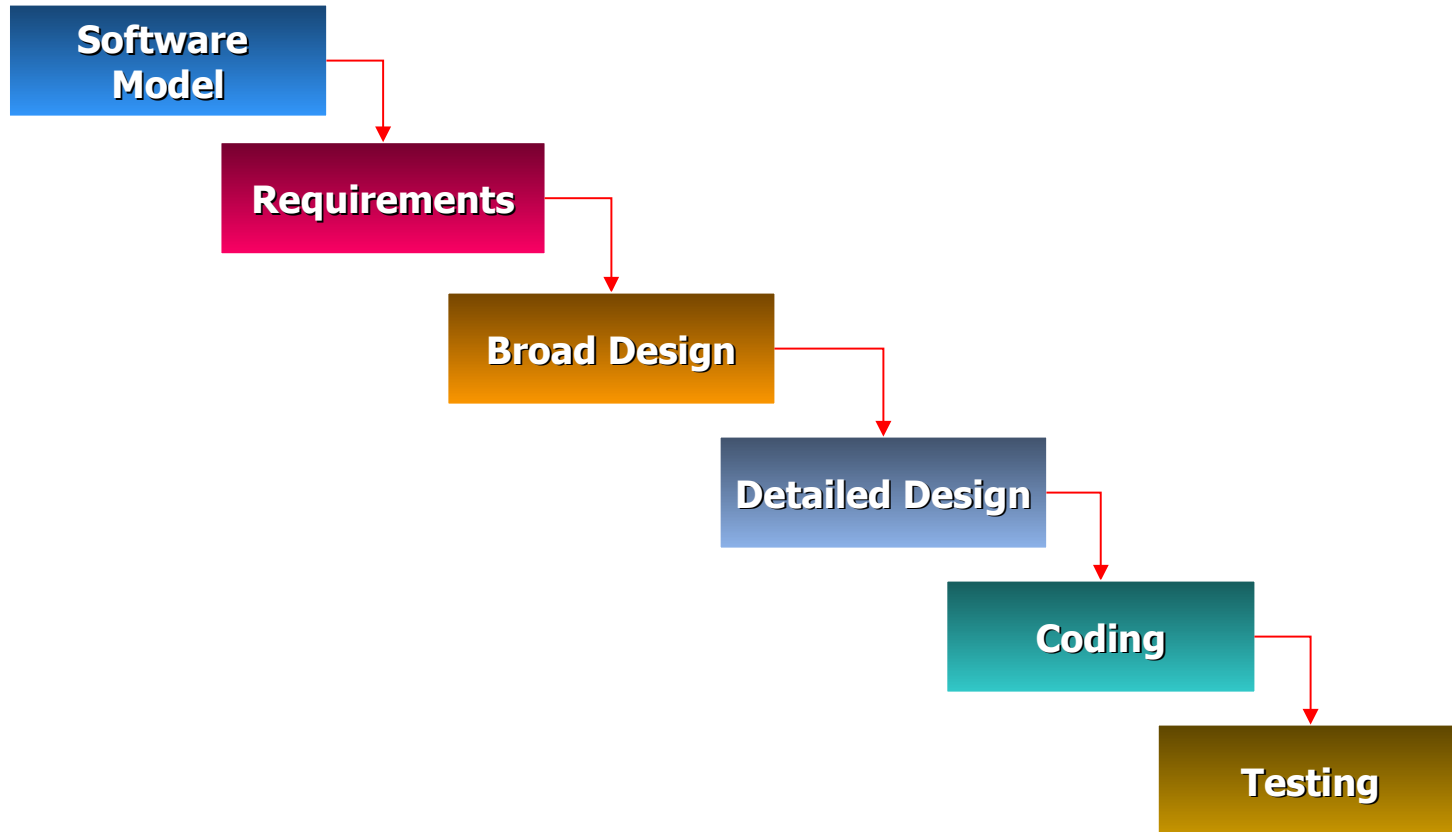 Software
Model
Requirements
Broad Design
Detailed Design
Coding
Testing